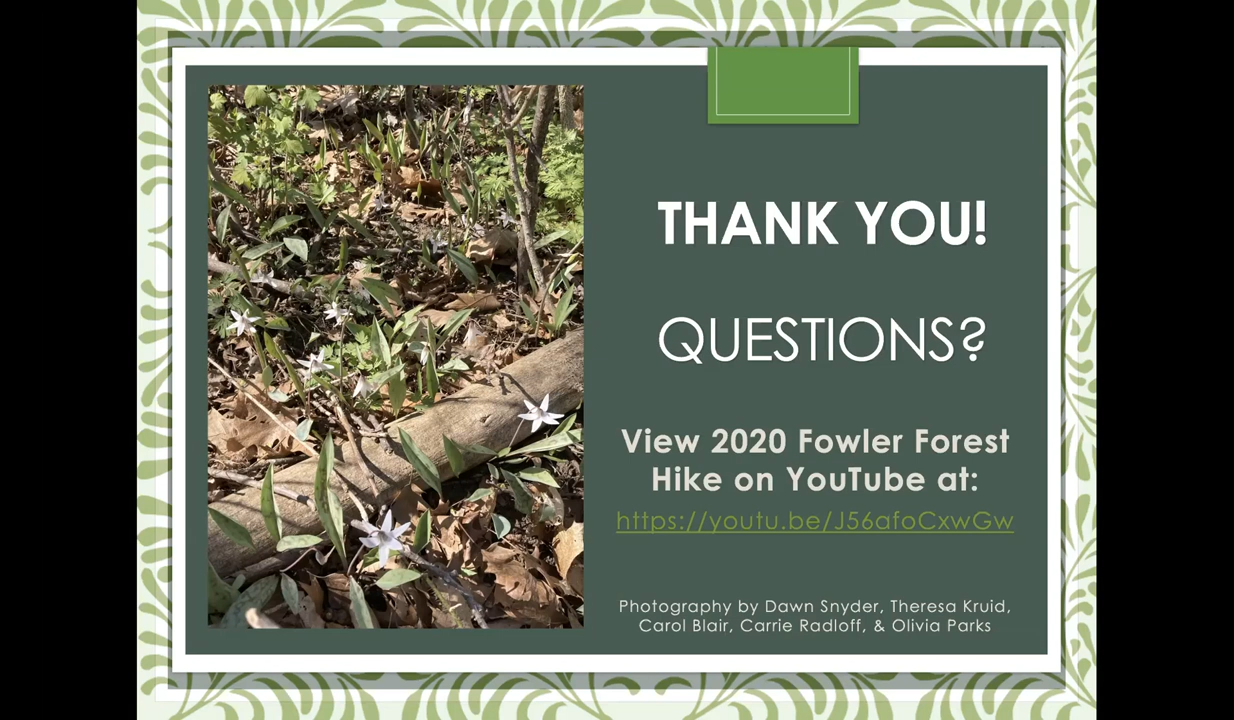 THANK YOU!
QUESTIONS?
View 2020 Fowler Forest
Hike on YouTube at:
https://youtu.be/J56afoCxwGw
Photography by Dawn Snyder, Theresa Kruid,
Carol Blair, Carrie Radloff, & Olivia Parks